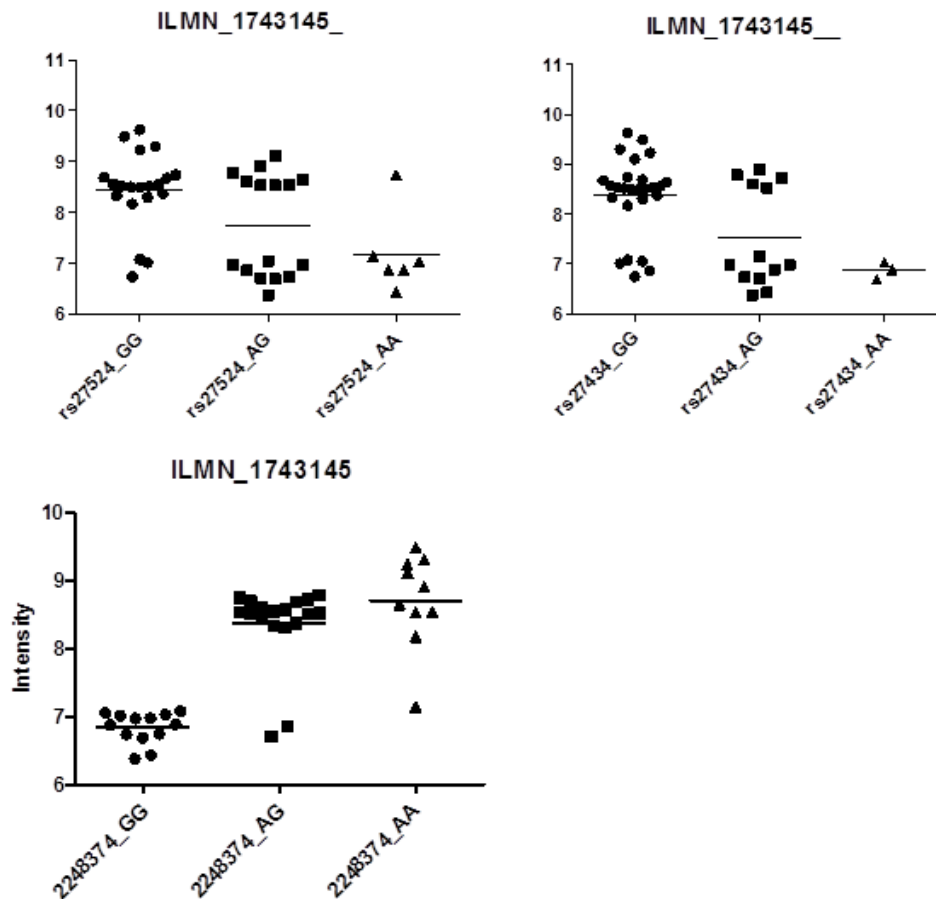 ILMN_1743145_
11
10
9
8
7
6
rs27524_GG
rs27524_AG
rs27524_AA
ILMN_1743145__
11
10
9
8
7
6
rs27434_GG
rs27434_AG
rs27434_AA
ILMN_1743145
Intensity
10
9
8
7
6
2248374_GG
2248374_AG
2248374_AA